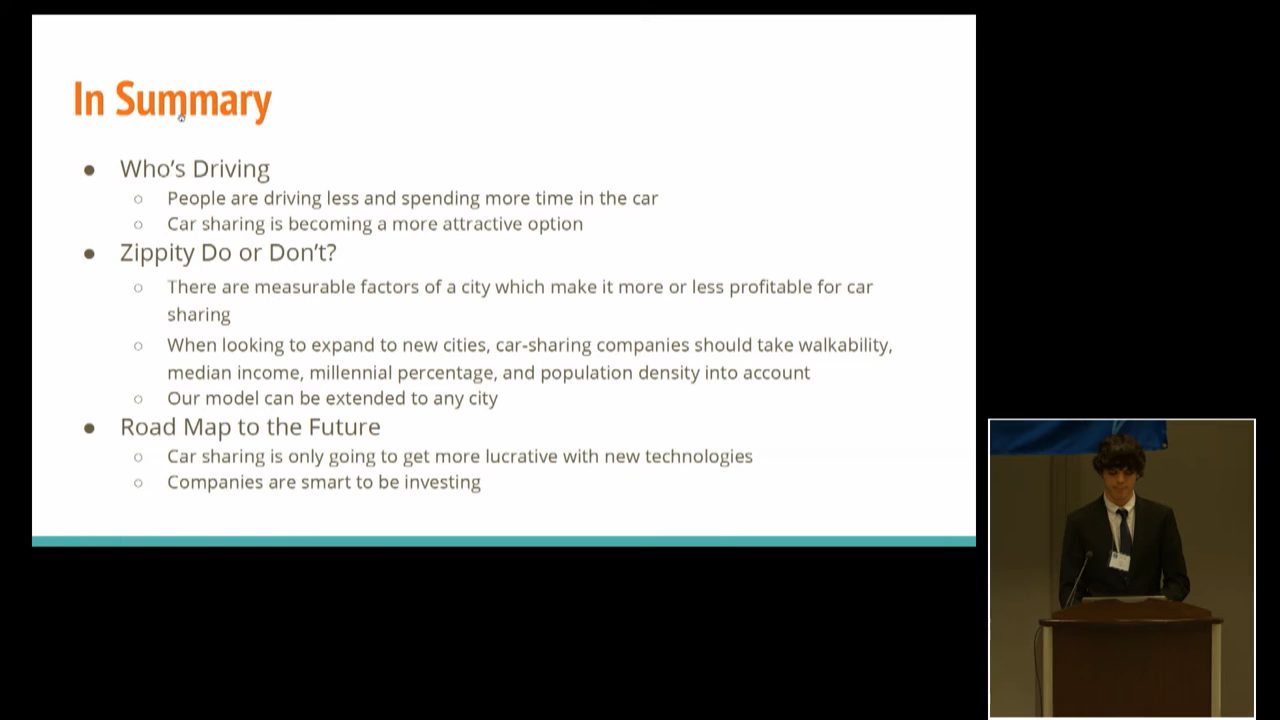 In Summary
● Who's Driving
○ People are driving less and spending more time in the car
○ Car sharing is becoming a more attractive option
● Zippity Do or Don't?
○ There are measurable factors of a city which make it more or less profitable for car
sharing
○ When looking to expand to new cities, car-sharing companies should take walkability,
median income, millennial percentage, and population density into account
○ Our model can be extended to any city
● Road Map to the Future
○ Car sharing is only going to get more lucrative with new technologies
○ Companies are smart to be investing